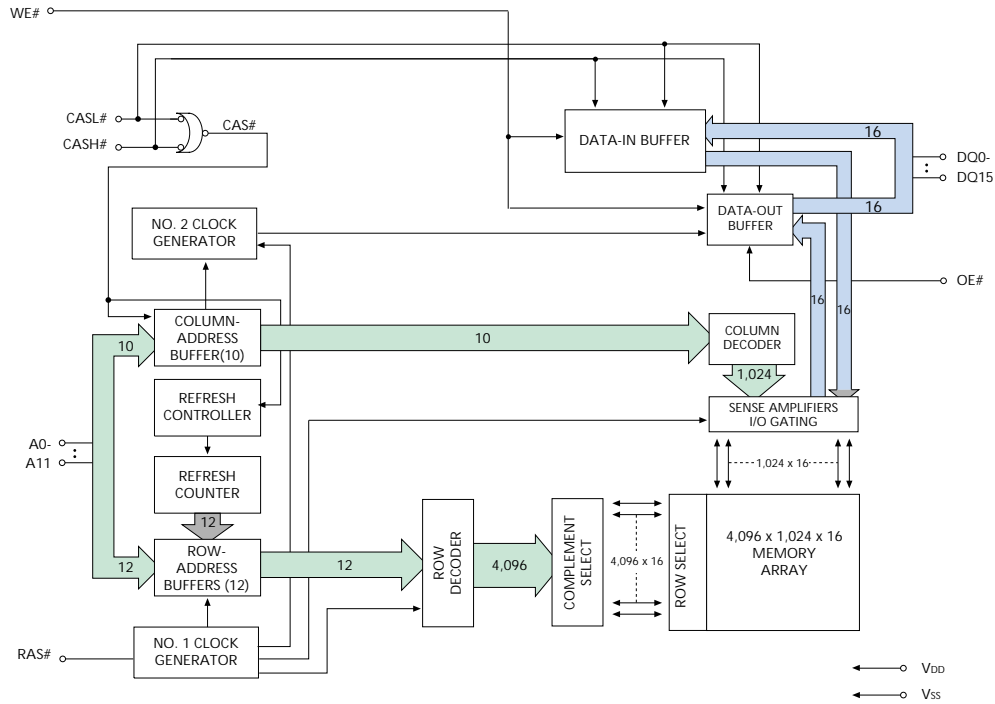 WE#
CASL#
CASH#
CAS#
DATA-IN BUFFER
16
DQ0-
:
DQ15
16
DATA-OUT
BUFFER
NO. 2 CLOCK
GENERATOR
OE#
16
16
COLUMN-
ADDRESS
BUFFER(10)
10
10
COLUMN
DECODER
1,024
REFRESH
CONTROLLER
SENSE AMPLIFIERS
I/O GATING
A0-
:
A11
1,024 x 16
REFRESH
COUNTER
12
ROW-
ADDRESS
BUFFERS (12)
12
12
ROW
DECODER
4,096
COMPLEMENT
SELECT
4,096 x 16
ROW SELECT
4,096 x 1,024 x 16
MEMORY
ARRAY
RAS#
NO. 1 CLOCK
GENERATOR
VDD
VSS